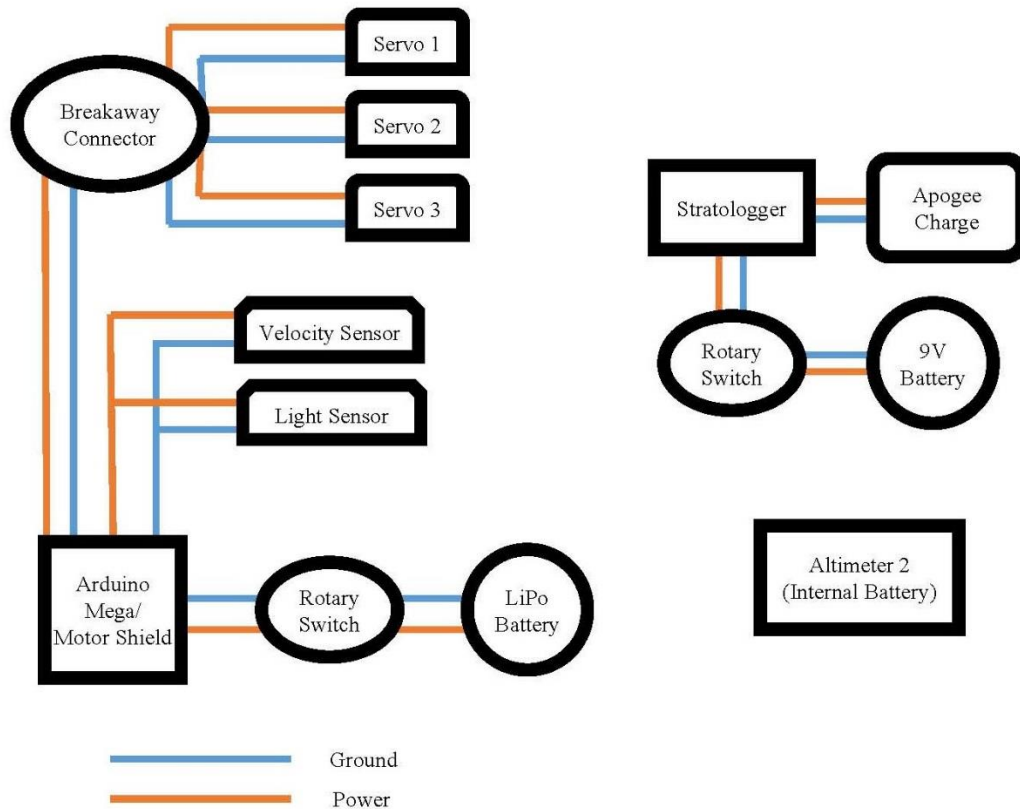 Servo 1
Breakaway
Connector
Servo 2
Servo 3
Stratologger
Apogee
Charge
Velocity Sensor
Rotary
Switch
9V
Battery
Light Sensor
Arduino
Mega/
Motor Shield
Rotary
Switch
LiPo
Battery
Altimeter 2
(Internal Battery)
Ground
Power